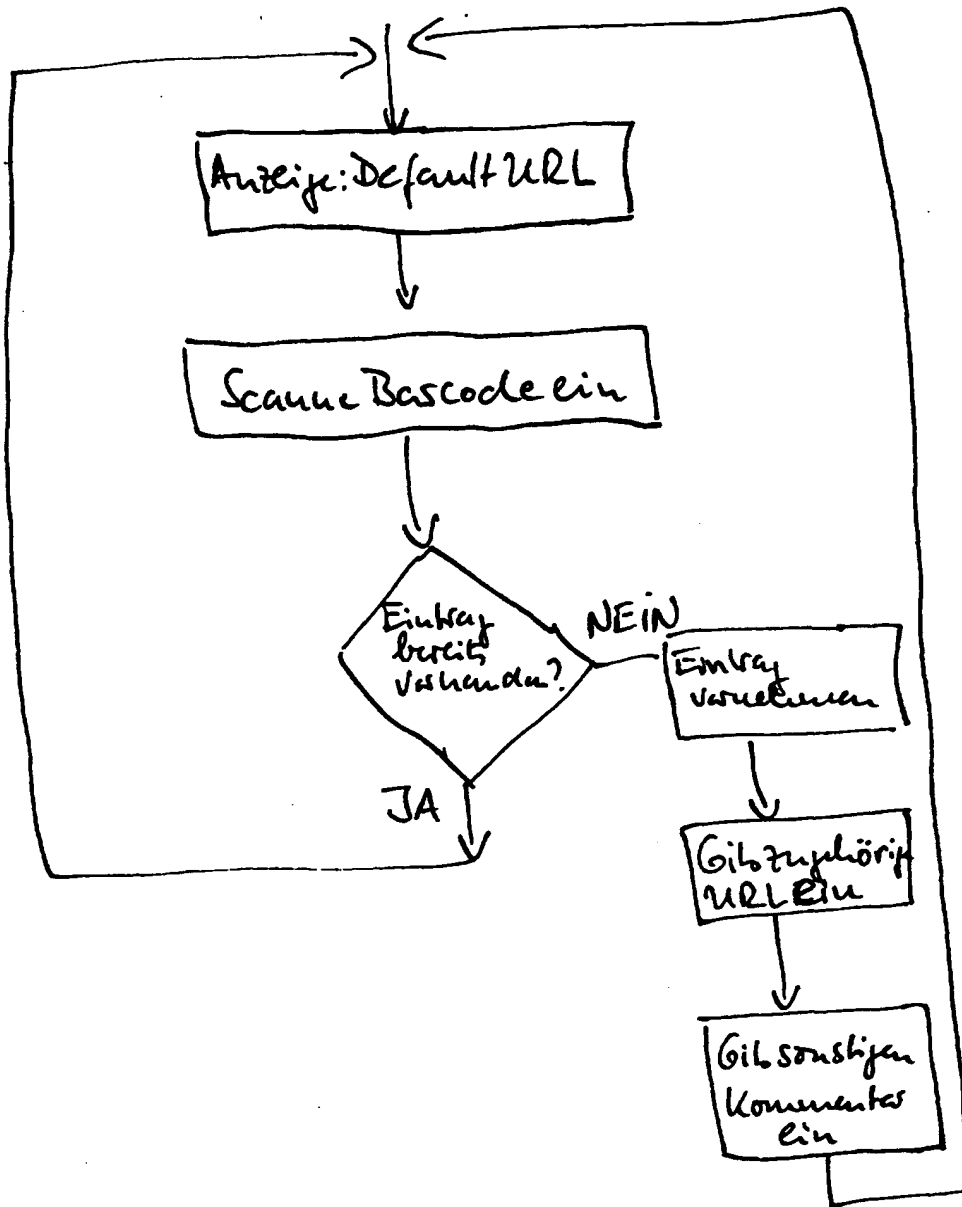 Anzeige: Default URL
Scanne Barcode ein
Eintrag
bereits
vorhanden?
NEIN
Eintrag
vornehmen
JA
Gib zugehörige
URL ein
Gib sonstigen
Kommentar
ein